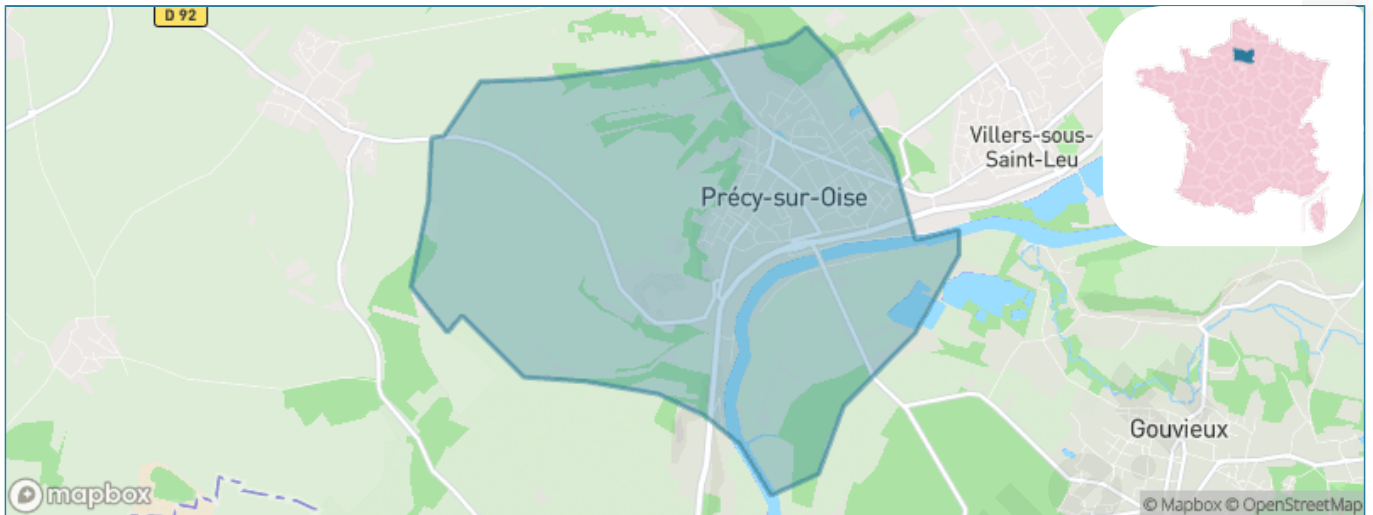 D 92
Villers-sous-
Saint-Leu
Précy-sur-Oise
Gouvieux
mapbox
© Mapbox © OpenStreetMap